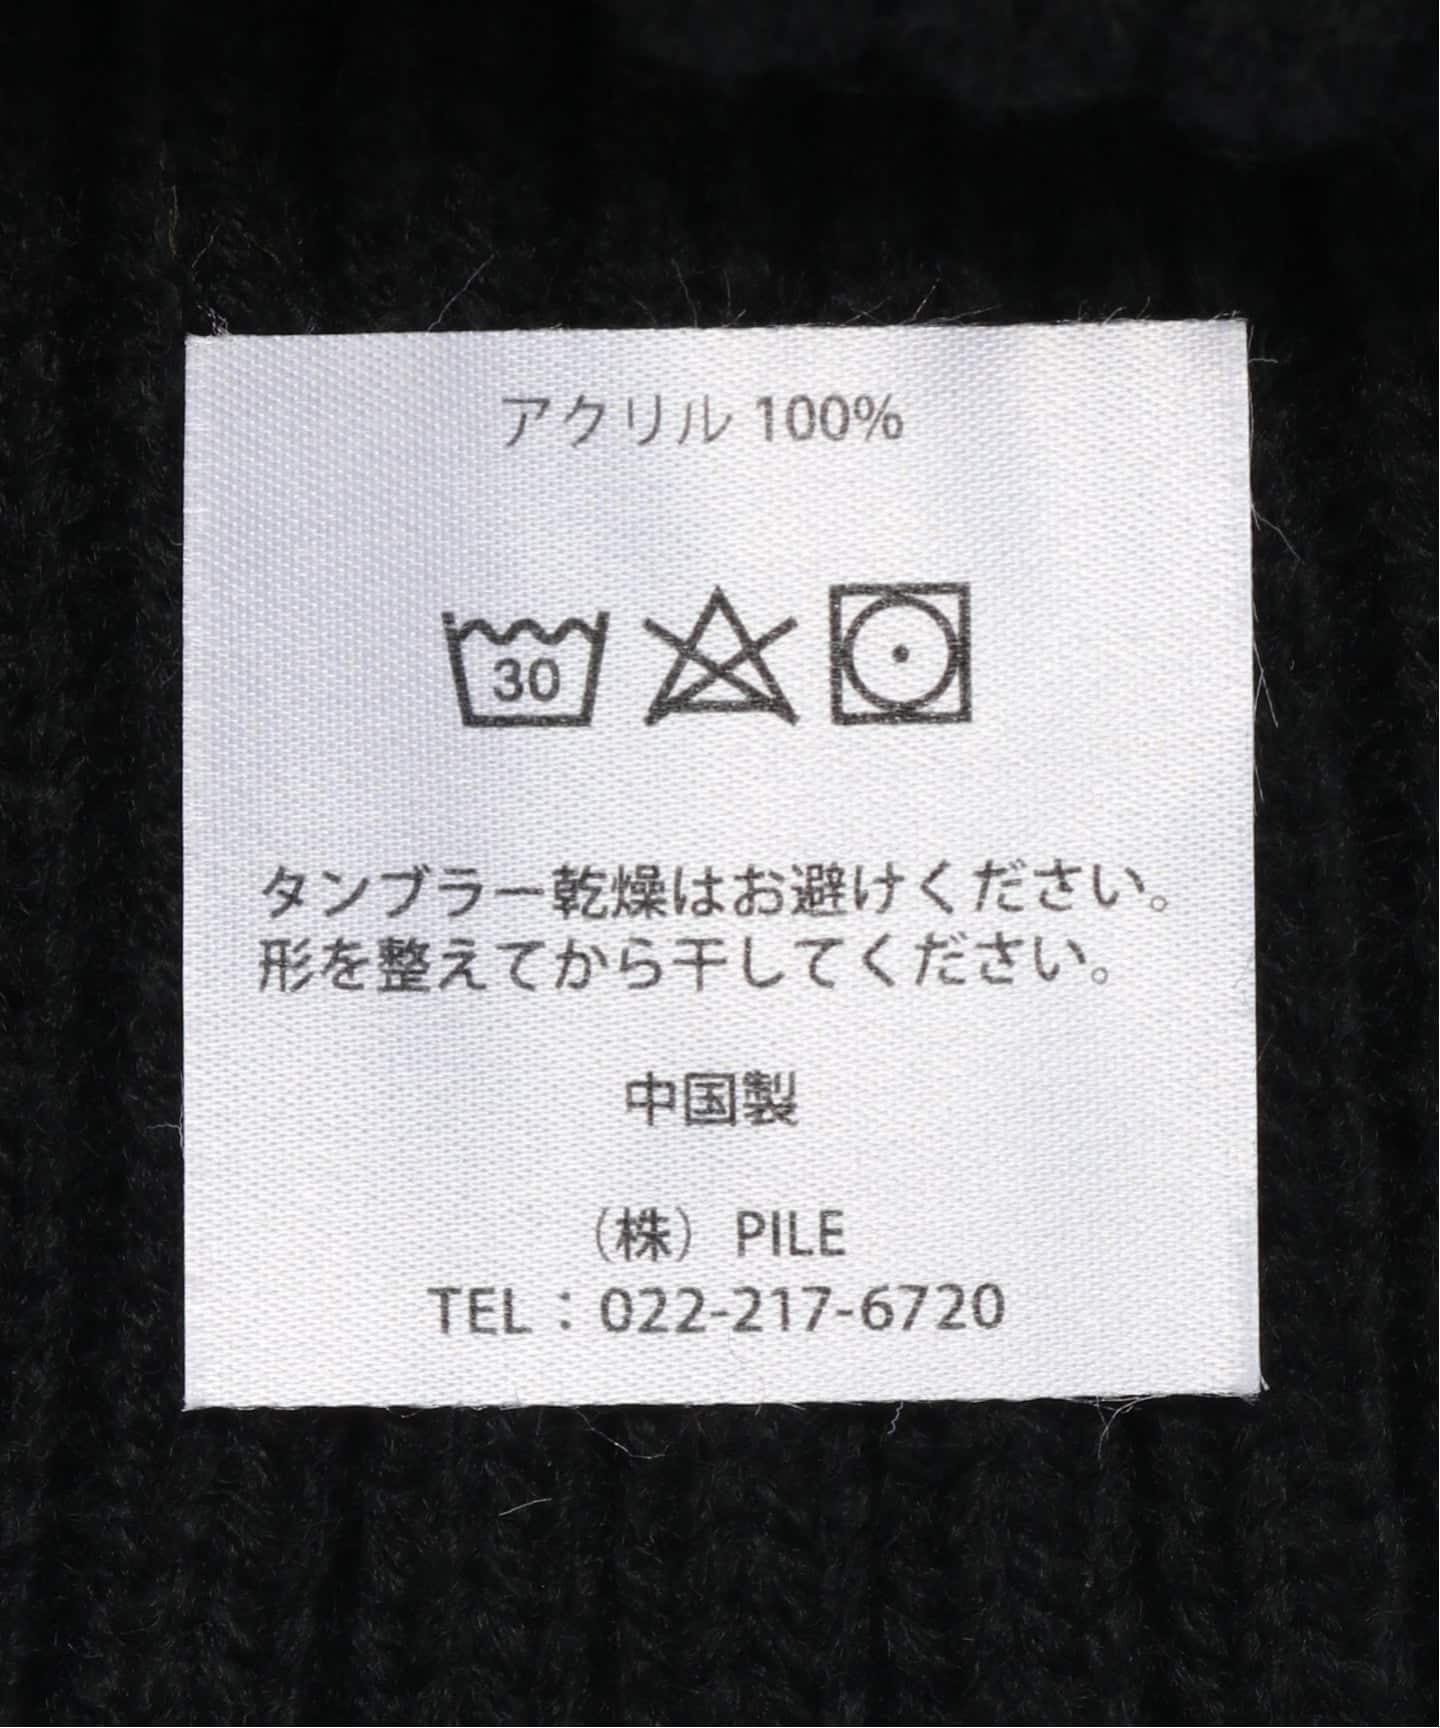 アクリル 100%
30
タンブラー乾燥はお避けください。
形を整えてから干してください。
中国製
（株） PILE
TEL：022-217-6720